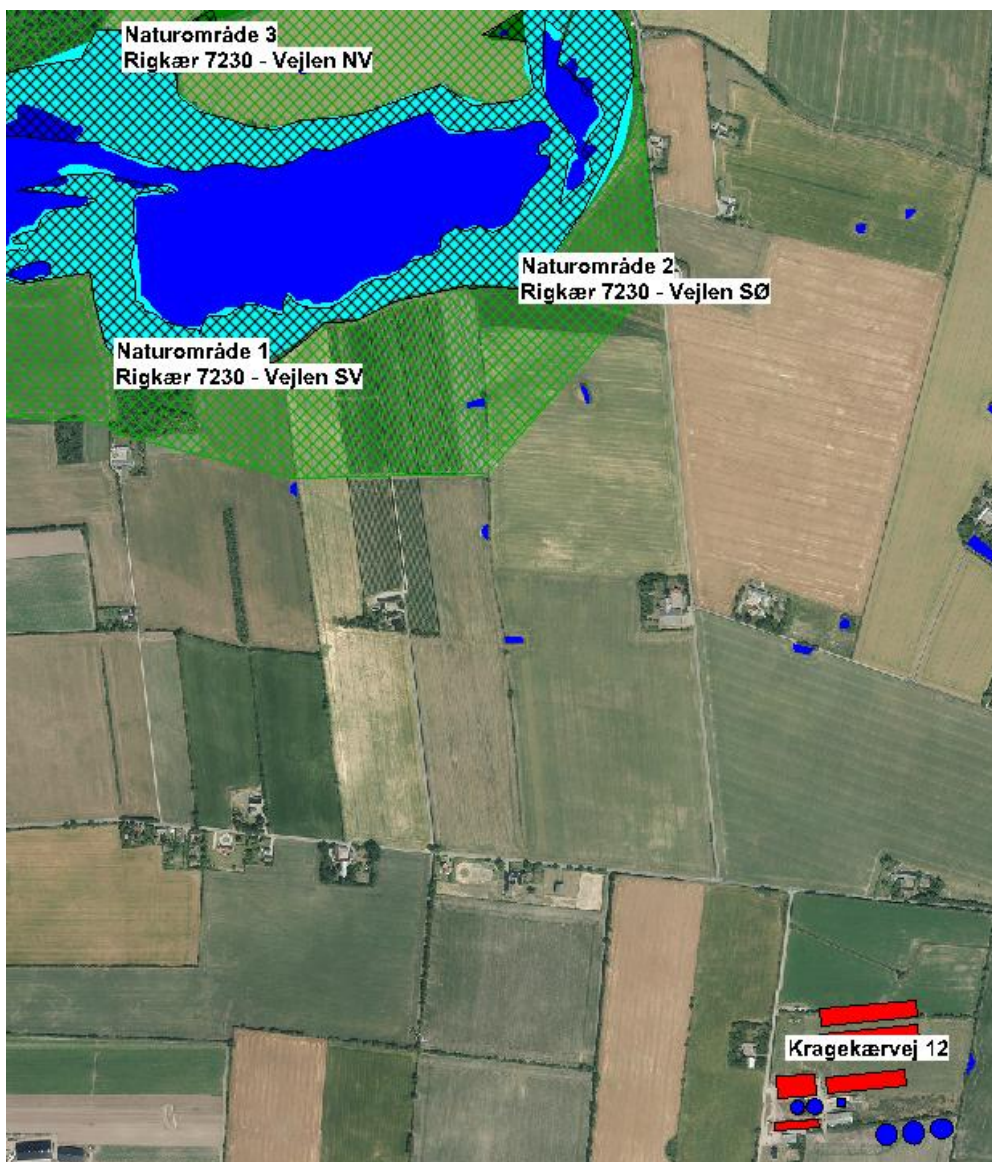 Naturområde 3
Rigkær 7230 - Vejlen NV
Naturområde 2
Rigkær 7230 - Vejlen SØ
Naturområde 1
Rigkær 7230 - Vejlen SV
Kragekærvej 12